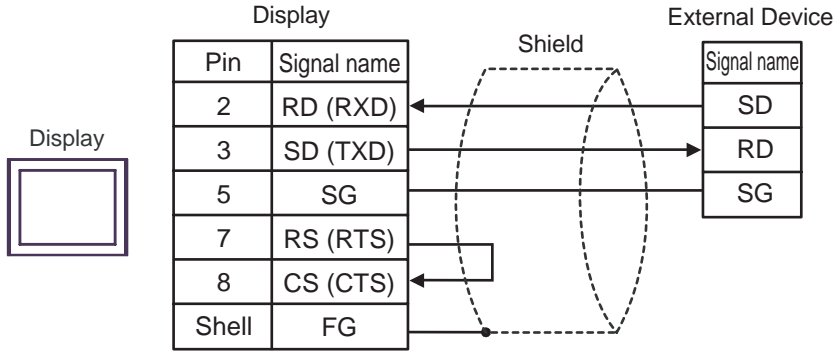 Display
External Device
Shield
Display
Pin Signal name
2 RD (RXD)
3 SD (TXD)
5 SG
7 RS (RTS)
8 CS (CTS)
Shell FG
Signal name
SD
RD
SG